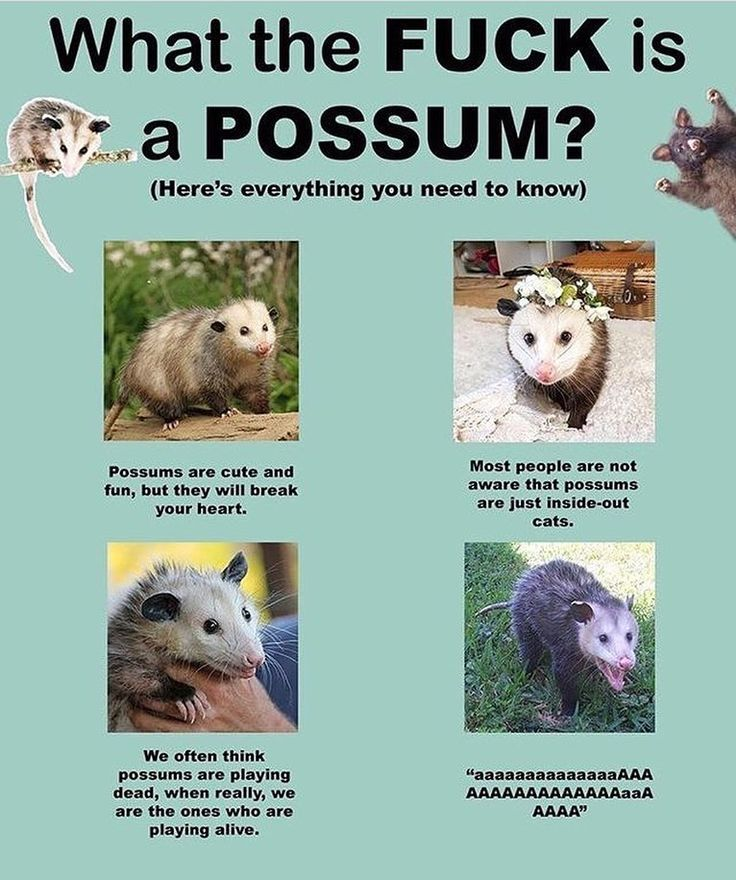 What the FUCK is
a POSSUM?
(Here's everything you need to know)
Possums are cute and
fun, but they will break
your heart.
Most people are not
aware that possums
are just inside-out
cats.
We often think
possums are playing
dead, when really, we
are the ones who are
playing alive.
“aaaaaaaaaaaaaaAAA
AAAAAAAAAAAAAaaA
AAAA”